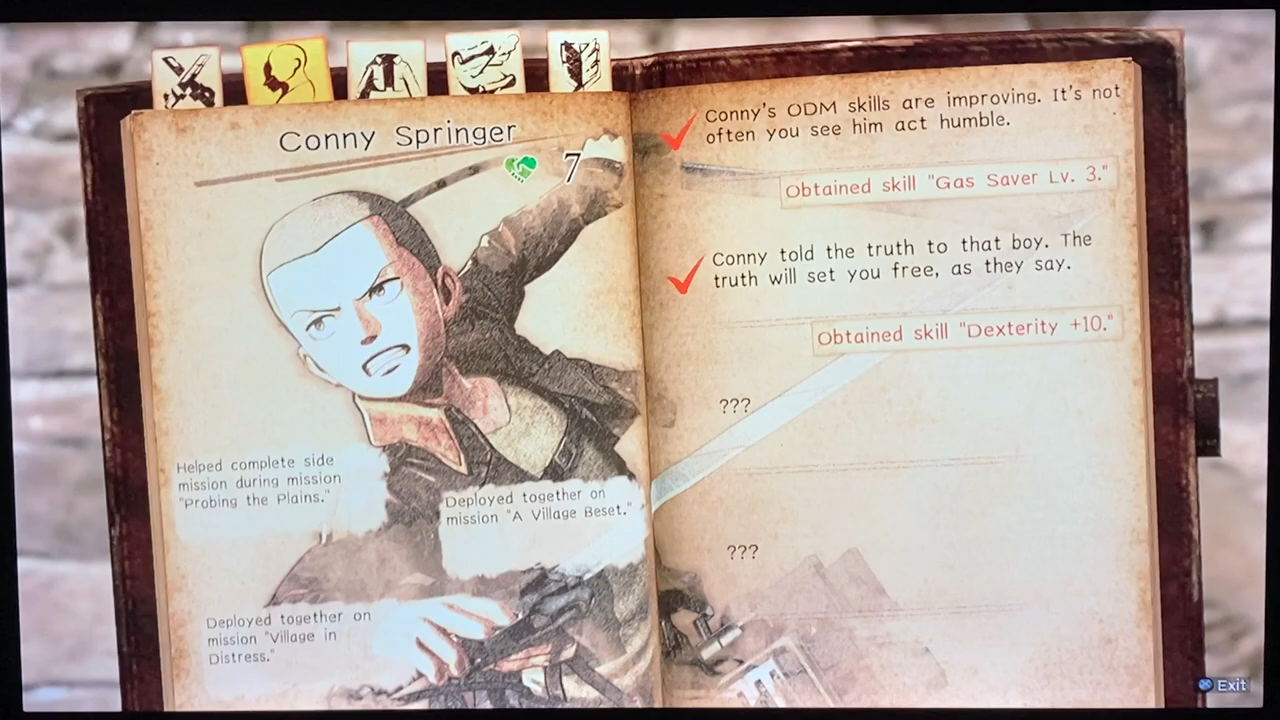 Conny Springer
7
Helped complete side
mission during mission
"Probing the Plains."
Deployed together on
mission "A Village Beset."
Deployed together on
mission "Village in
Distress."
Conny's ODM skills are improving. It's not
often you see him act humble.
Obtained skill "Gas Saver Lv. 3."
Conny told the truth to that boy. The
truth will set you free, as they say.
Obtained skill "Dexterity +10."
???
???
Exit